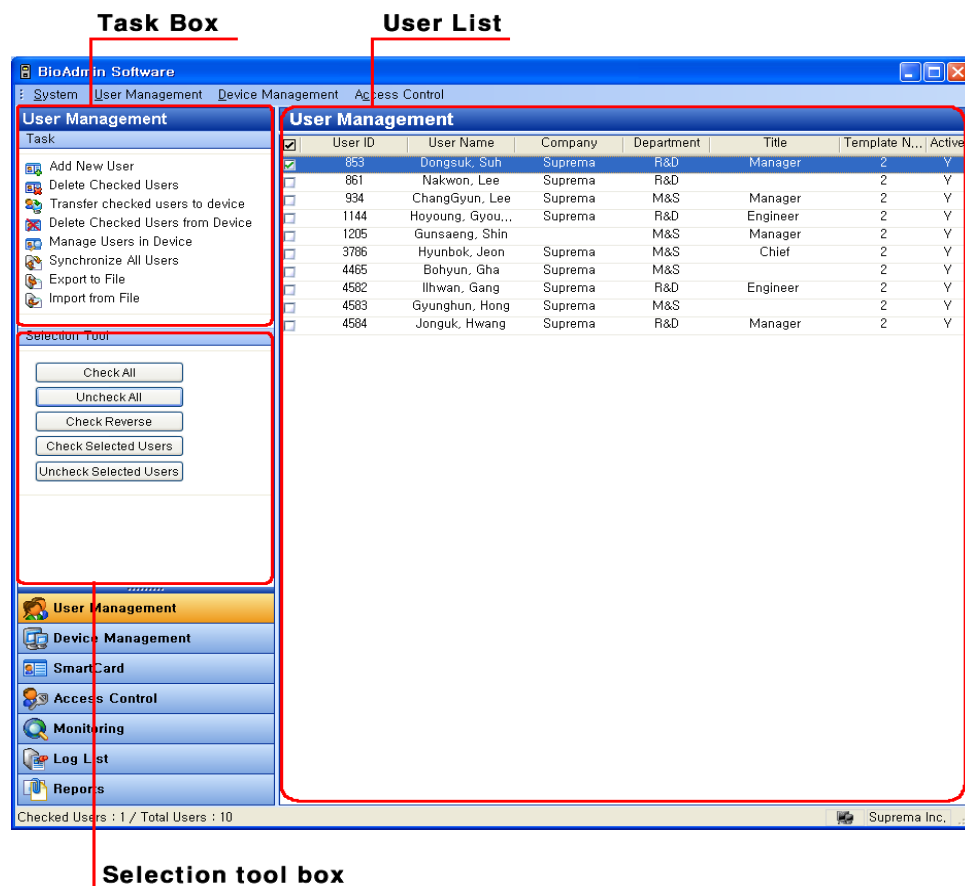 Task Box User List
BioAdmin Software
System User Management Device Management Access Control
User Management
Task
Add New User
Delete Checked Users
Transfer checked users to device
Delete Checked Users from Device
Manage Users in Device
Synchronize All Users
Export to File
Import from File
Selection Tool
Check All
Uncheck All
Check Reverse
Check Selected Users
Uncheck Selected Users
User Management
Device Management
SmartCard
Access Control
Monitoring
Log List
Reports
User Management
User ID User Name Company Department Title Template N... Active
853 Dongsuk, Suh Suprema R&D Manager 2 Y
861 Nakwon, Lee Suprema R&D 2 Y
934 ChangGyun, Lee Suprema M&S Manager 2 Y
1144 Hoyoung, Gyou... Suprema R&D Engineer 2 Y
1205 Gunsaeng, Shin M&S Manager 2 Y
3786 Hyunbok, Jeon Suprema M&S Chief 2 Y
4465 Bohyun, Gha Suprema M&S 2 Y
4582 Ilhwan, Gang Suprema R&D Engineer 2 Y
4583 Gyunghun, Hong Suprema M&S 2 Y
4584 Jonguk, Hwang Suprema R&D Manager 2 Y
Checked Users : 1 / Total Users : 10 Suprema Inc.
Selection tool box